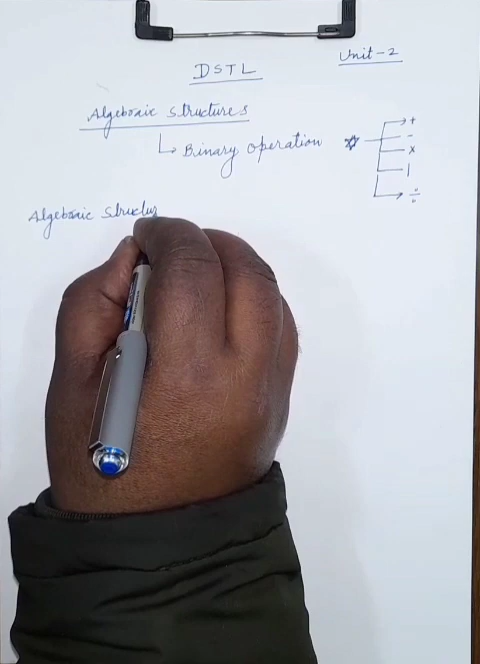 Unit-2
DSTL
Algebraic structures
↳ Binary operation ☆ → +
-
×
|
→ ÷
Algebraic Structur